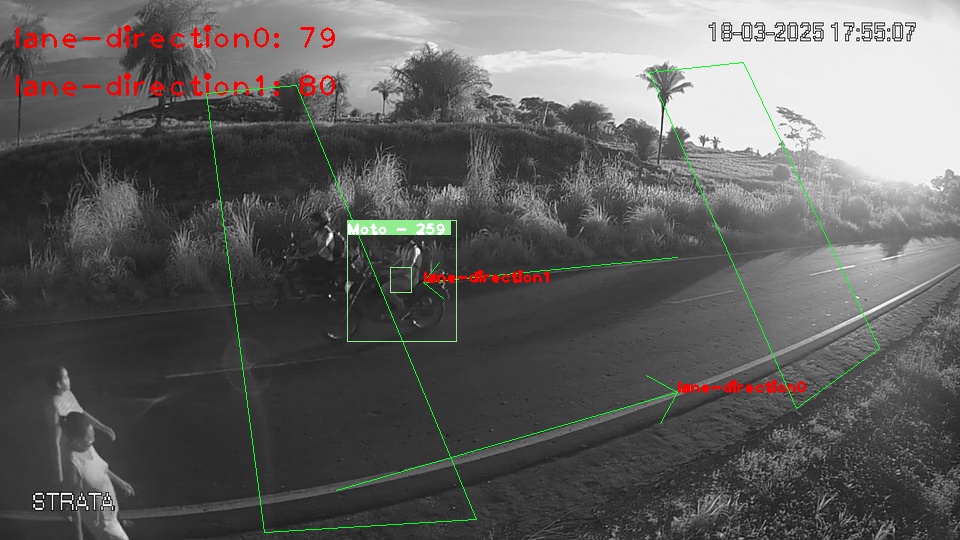 lane-direction0: 79
18-03-2025 17:55:07
lane-direction1: 80
Moto - 259
lane-direction1
lane-direction0
STRATA